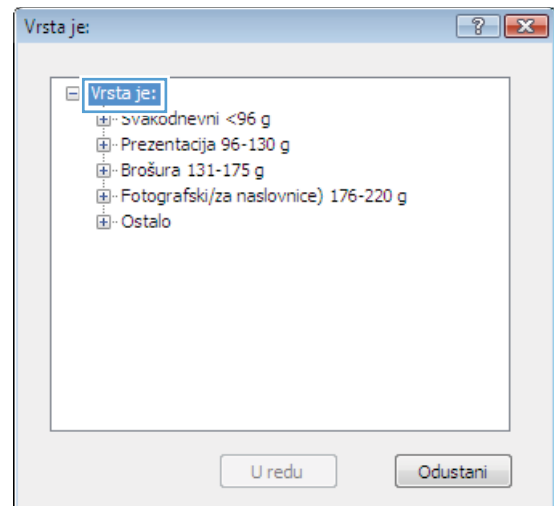 Vrsta je:
Vrsta je:
Svakodnevni <96 g
Prezentacija 96-130 g
Brošura 131-175 g
Fotografski/za naslovnice) 176-220 g
Ostalo
U redu
Odustani